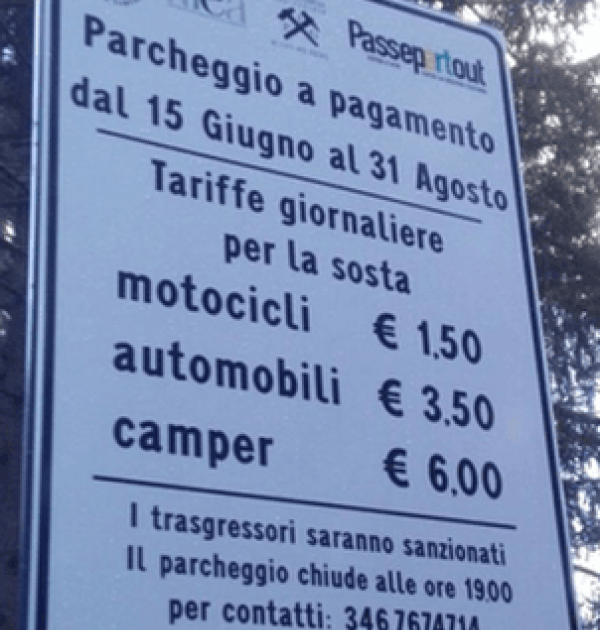 Passepartout
Parcheggio a pagamento
dal 15 Giugno al 31 Agosto
Tariffe giornaliere
per la sosta
motocicli € 1,50
automobili € 3,50
camper € 6,00
I trasgressori saranno sanzionati
Il parcheggio chiude alle ore 19.00
per contatti: 346 7674714